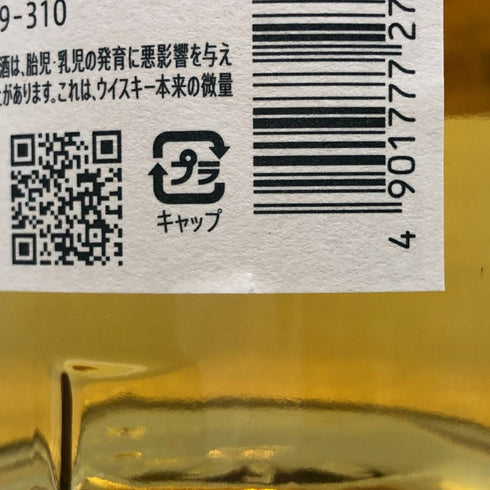 9-310
酒は、胎児・乳児の発育に悪影響を与え
があります。これは、ウイスキー本来の微量
プラ
キャップ
4 901777 27